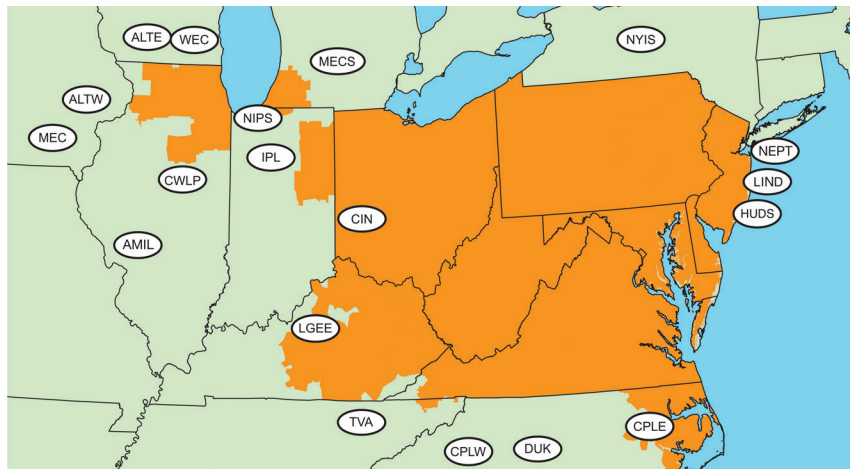 ALTE
WEC
MECS
NYIS
ALTW
NIPS
MEC
IPL
NEPT
CWLP
LIND
CIN
HUDS
AMIL
LGEE
TVA
CPLE
CPLW
DUK